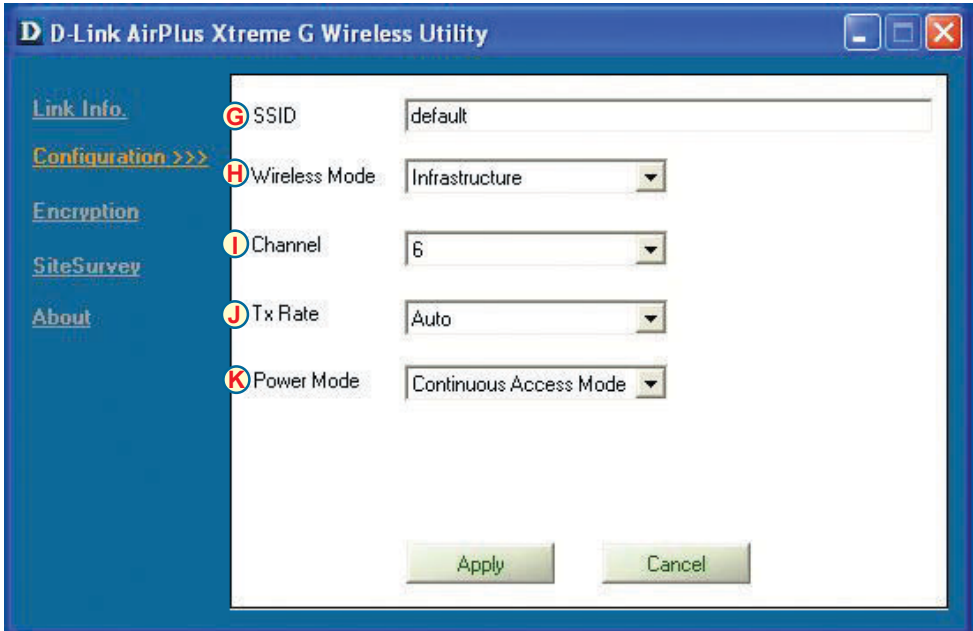 D D-Link AirPlus Xtreme G Wireless Utility
Link Info.
Configuration >>>
Encryption
SiteSurvey
About
G SSID default
H Wireless Mode Infrastructure
I Channel 6
J Tx Rate Auto
K Power Mode Continuous Access Mode
Apply Cancel